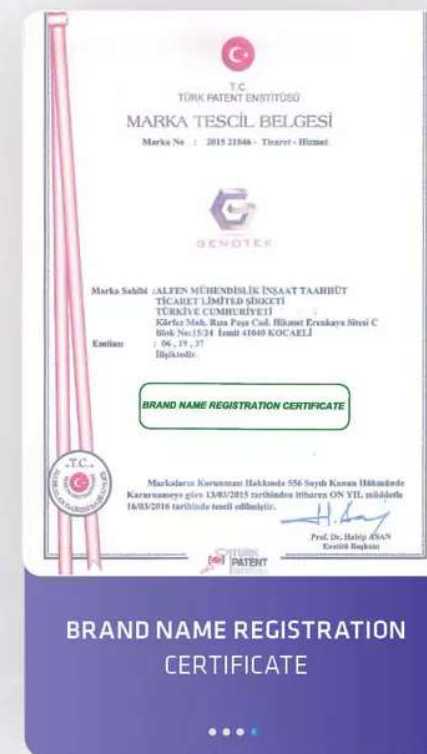 T.C.
TÜRK PATENT ENSTİTÜSÜ
MARKA TESCİL BELGESİ
Marka No : 2015 21846 - Ticaret - Hizmet
GENOTEK
Marka Sahibi :ALFEN MÜHENDİSLİK İNŞAAT TAAHHÜT
TİCARET LİMİTED ŞİRKETİ
TÜRKİYE CUMHURİYETİ
Körfez Mah. Rıza Paşa Cad. Hikmet Erenkaya Sitesi C
Blok No:15/24 İzmit 41040 KOCAELİ
Emtiası : 06 , 19 , 37
İlişiktedir.
BRAND NAME REGISTRATION CERTIFICATE
T.C.
Markaların Korunması Hakkında 556 Sayılı Kanun Hükmünde
Kararnameye göre 13/03/2015 tarihinden itibaren ON YIL müddetle
16/03/2016 tarihinde tescil edilmiştir.
Prof. Dr. Habip ASAN
Enstitü Başkanı
TÜRK
PATENT
BRAND NAME REGISTRATION
CERTIFICATE